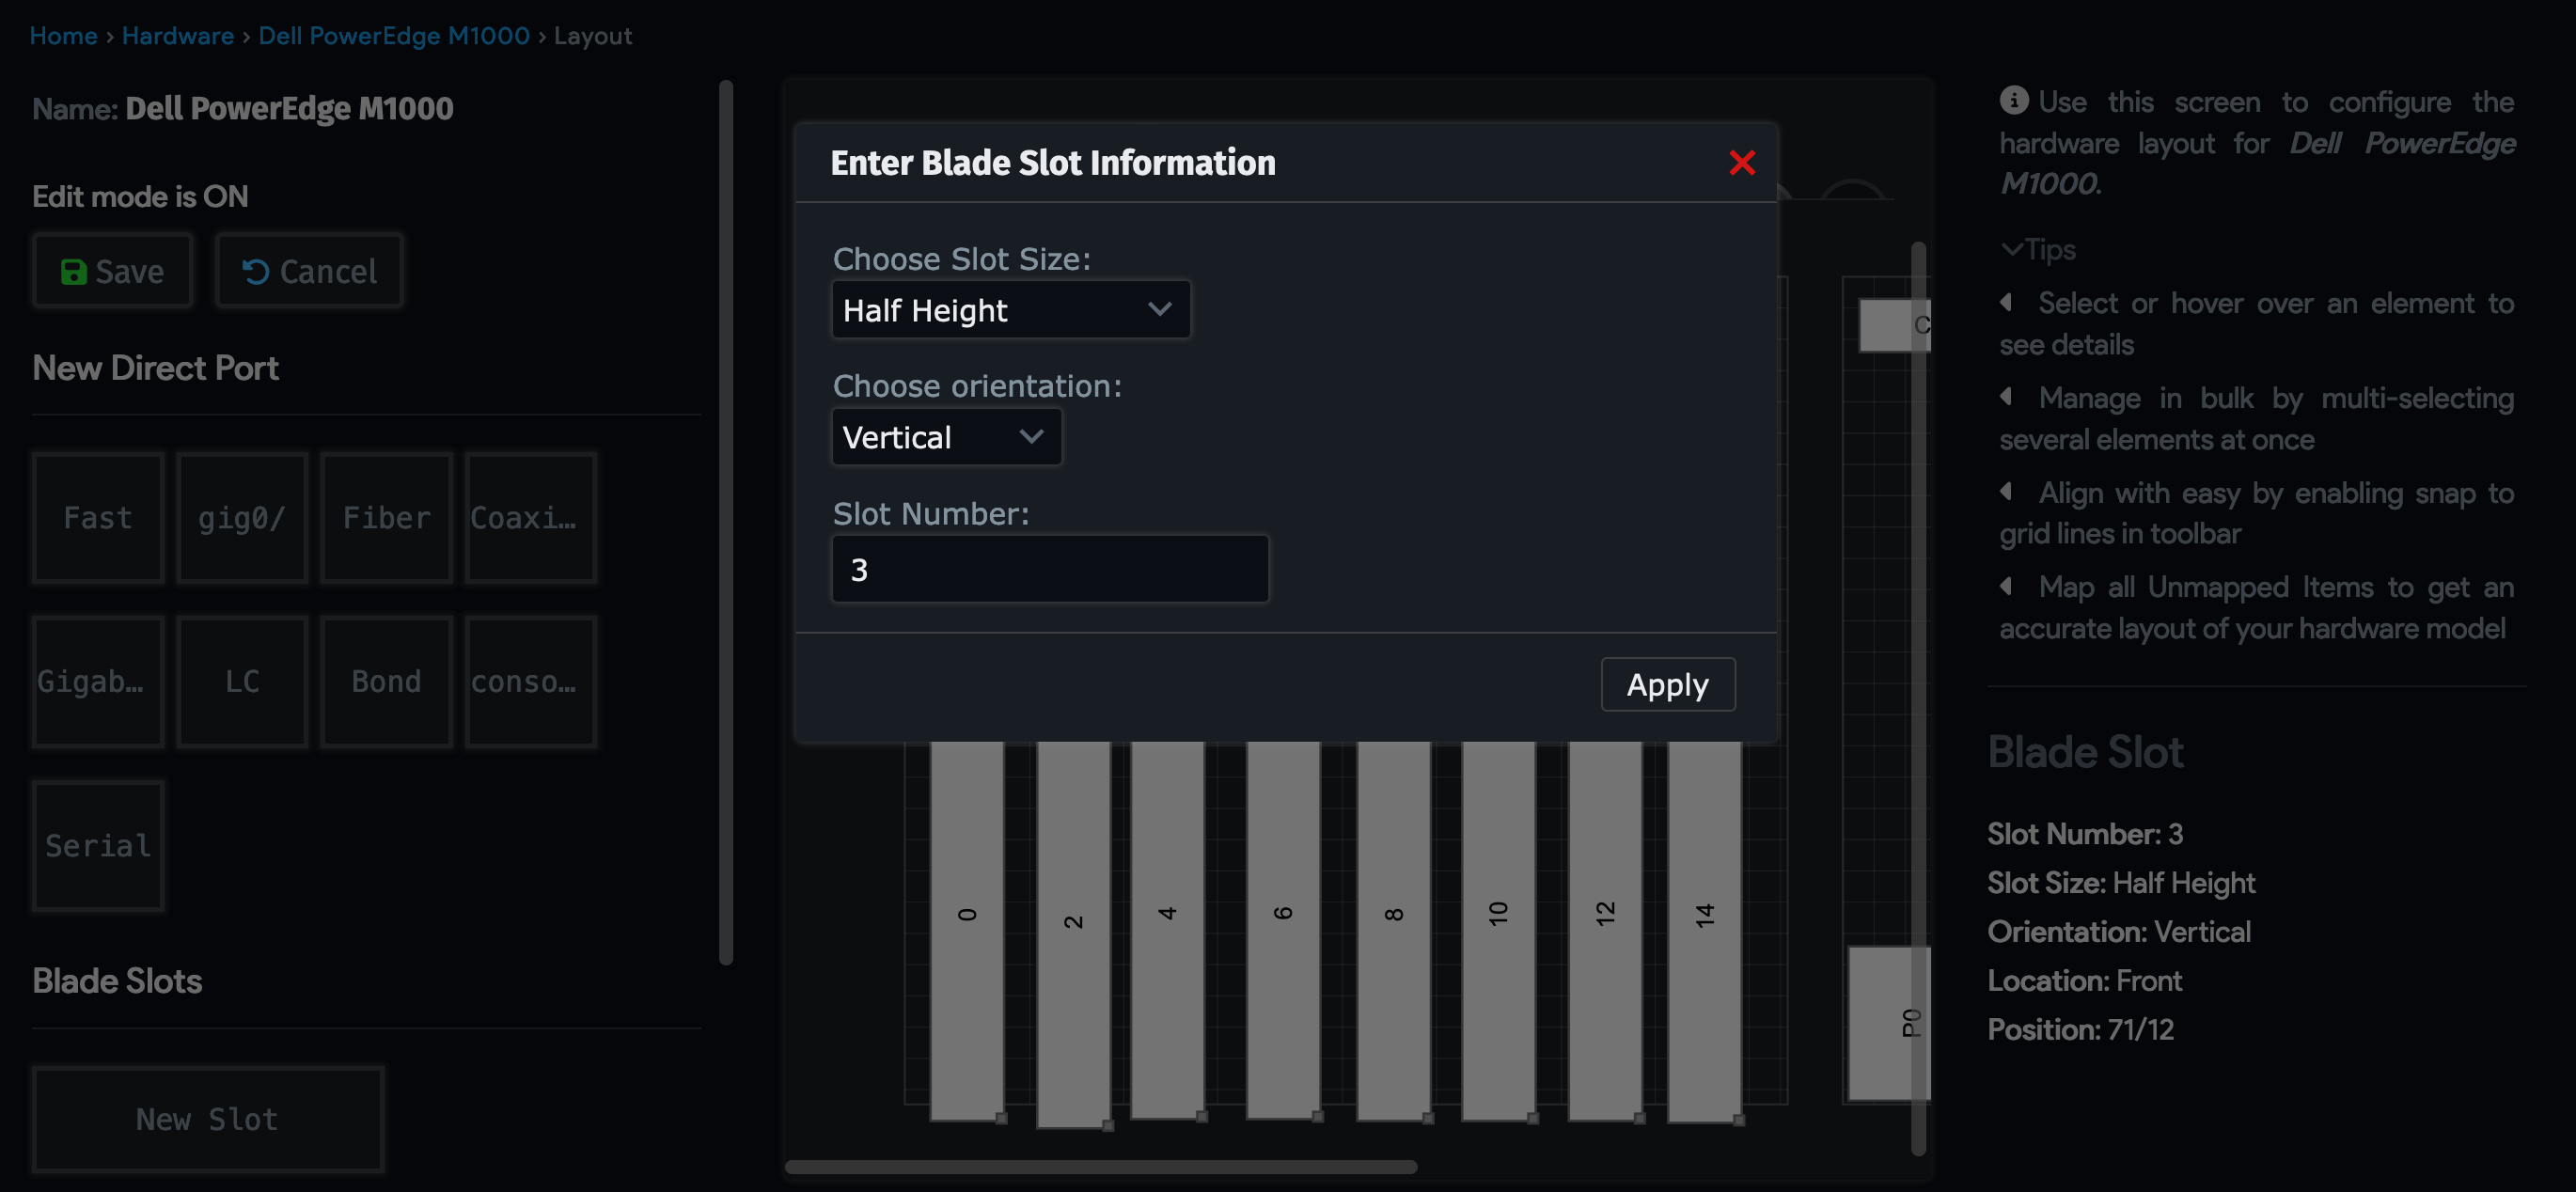 Home › Hardware › Dell PowerEdge M1000 › Layout
Name: Dell PowerEdge M1000
Edit mode is ON
Save
Cancel
New Direct Port
Fast
gig0/
Fiber
Coaxi…
Gigab…
LC
Bond
conso…
Serial
Blade Slots
New Slot
Enter Blade Slot Information
Choose Slot Size:
Half Height
Choose orientation:
Vertical
Slot Number:
3
Apply
0
2
4
6
8
10
12
14
C
P0
Use this screen to configure the
hardware layout for Dell PowerEdge
M1000.
Tips
Select or hover over an element to
see details
Manage in bulk by multi-selecting
several elements at once
Align with easy by enabling snap to
grid lines in toolbar
Map all Unmapped Items to get an
accurate layout of your hardware model
Blade Slot
Slot Number: 3
Slot Size: Half Height
Orientation: Vertical
Location: Front
Position: 71/12